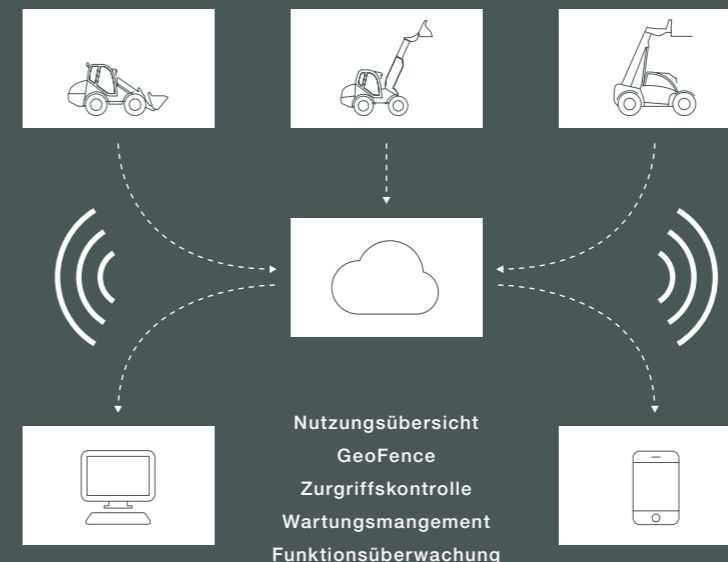 Nutzungsübersicht
GeoFence
Zurgriffskontrolle
Wartungsmangement
Funktionsüberwachung